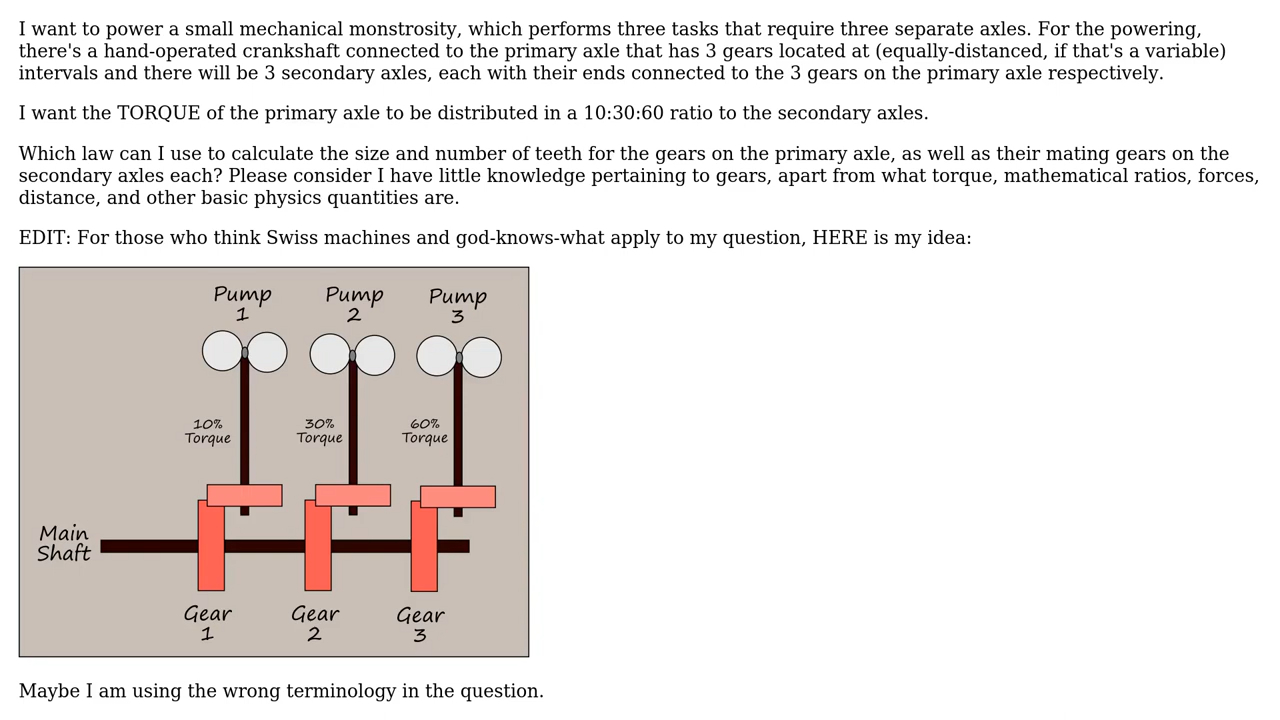 I want to power a small mechanical monstrosity, which performs three tasks that require three separate axles. For the powering,
there's a hand-operated crankshaft connected to the primary axle that has 3 gears located at (equally-distanced, if that's a variable)
intervals and there will be 3 secondary axles, each with their ends connected to the 3 gears on the primary axle respectively.
I want the TORQUE of the primary axle to be distributed in a 10:30:60 ratio to the secondary axles.
Which law can I use to calculate the size and number of teeth for the gears on the primary axle, as well as their mating gears on the
secondary axles each? Please consider I have little knowledge pertaining to gears, apart from what torque, mathematical ratios, forces,
distance, and other basic physics quantities are.
EDIT: For those who think Swiss machines and god-knows-what apply to my question, HERE is my idea:
Pump Pump Pump
1 2 3
10% 30% 60%
Torque Torque Torque
Main
Shaft
Gear Gear Gear
1 2 3
Maybe I am using the wrong terminology in the question.